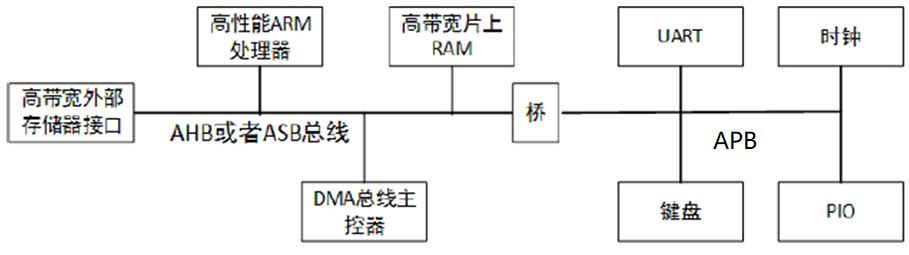 高性能ARM
处理器
高带宽片上
RAM
UART
时钟
高带宽外部
存储器接口
桥
AHB或者ASB总线
APB
DMA总线主
控器
键盘
PIO